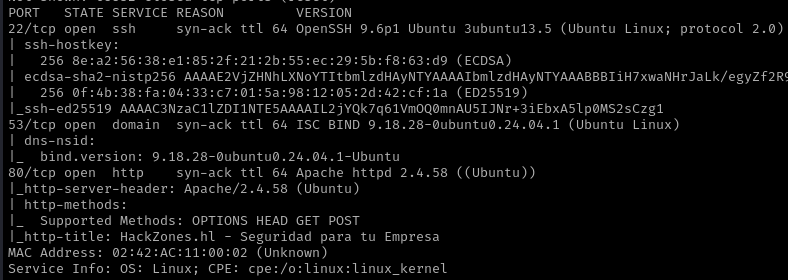 PORT   STATE SERVICE REASON         VERSION
22/tcp open  ssh     syn-ack ttl 64 OpenSSH 9.6p1 Ubuntu 3ubuntu13.5 (Ubuntu Linux; protocol 2.0)
| ssh-hostkey:
|   256 8e:a2:56:38:e1:85:2f:21:2b:55:ec:29:5b:f8:63:d9 (ECDSA)
| ecdsa-sha2-nistp256 AAAAE2VjZHNhLXNoYTItbmlzdHAyNTYAAAAIbmlzdHAyNTYAAABBBIiH7xwaNHrJaLk/egyZf2R9
|   256 0f:4b:38:fa:04:33:c7:01:5a:98:12:05:2d:42:cf:1a (ED25519)
|_ssh-ed25519 AAAAC3NzaC1lZDI1NTE5AAAAIL2jYQk7q61VmOQ0mnAU5IJNr+3iEbxA5lp0MS2sCzg1
53/tcp open  domain  syn-ack ttl 64 ISC BIND 9.18.28-0ubuntu0.24.04.1 (Ubuntu Linux)
| dns-nsid:
|_  bind.version: 9.18.28-0ubuntu0.24.04.1-Ubuntu
80/tcp open  http    syn-ack ttl 64 Apache httpd 2.4.58 ((Ubuntu))
|_http-server-header: Apache/2.4.58 (Ubuntu)
| http-methods:
|_  Supported Methods: OPTIONS HEAD GET POST
|_http-title: HackZones.hl - Seguridad para tu Empresa
MAC Address: 02:42:AC:11:00:02 (Unknown)
Service Info: OS: Linux; CPE: cpe:/o:linux:linux_kernel